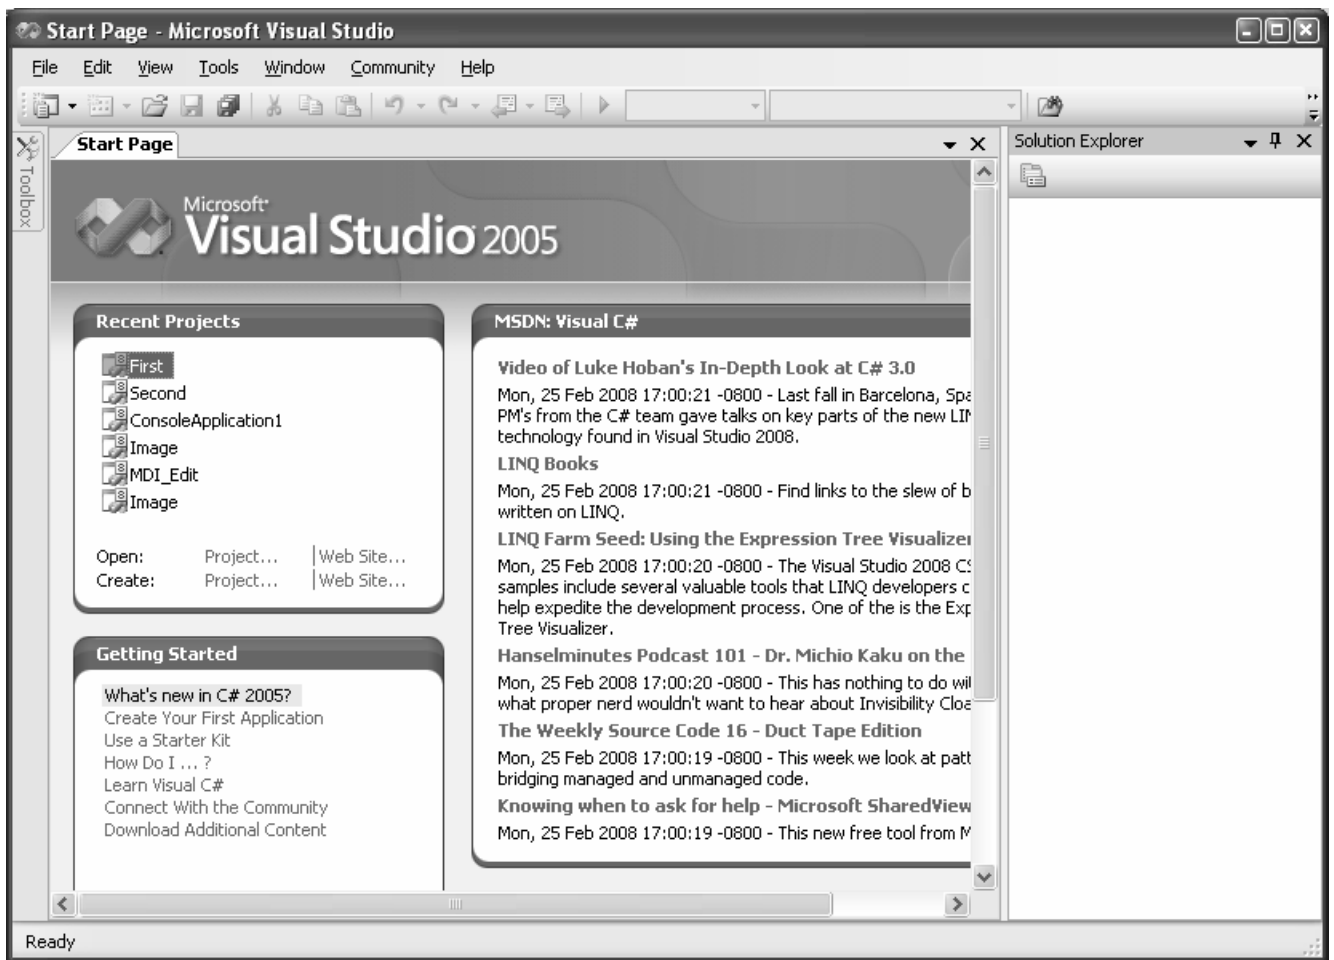 Start Page - Microsoft Visual Studio
File Edit View Tools Window Community Help
Toolbox
Start Page
Microsoft
Visual Studio 2005
Recent Projects
First
Second
ConsoleApplication1
Image
MDI_Edit
Image
Open: Project... Web Site...
Create: Project... Web Site...
Getting Started
What's new in C# 2005?
Create Your First Application
Use a Starter Kit
How Do I ... ?
Learn Visual C#
Connect With the Community
Download Additional Content
MSDN: Visual C#
Video of Luke Hoban's In-Depth Look at C# 3.0
Mon, 25 Feb 2008 17:00:21 -0800 - Last fall in Barcelona, Spa
PM's from the C# team gave talks on key parts of the new LIN
technology found in Visual Studio 2008.
LINQ Books
Mon, 25 Feb 2008 17:00:21 -0800 - Find links to the slew of b
written on LINQ.
LINQ Farm Seed: Using the Expression Tree Visualizer
Mon, 25 Feb 2008 17:00:20 -0800 - The Visual Studio 2008 CS
samples include several valuable tools that LINQ developers c
help expedite the development process. One of the is the Exp
Tree Visualizer.
Hanselminutes Podcast 101 - Dr. Michio Kaku on the
Mon, 25 Feb 2008 17:00:20 -0800 - This has nothing to do wit
what proper nerd wouldn't want to hear about Invisibility Cloa
The Weekly Source Code 16 - Duct Tape Edition
Mon, 25 Feb 2008 17:00:19 -0800 - This week we look at patt
bridging managed and unmanaged code.
Knowing when to ask for help - Microsoft SharedView
Mon, 25 Feb 2008 17:00:19 -0800 - This new free tool from M
Solution Explorer
Ready